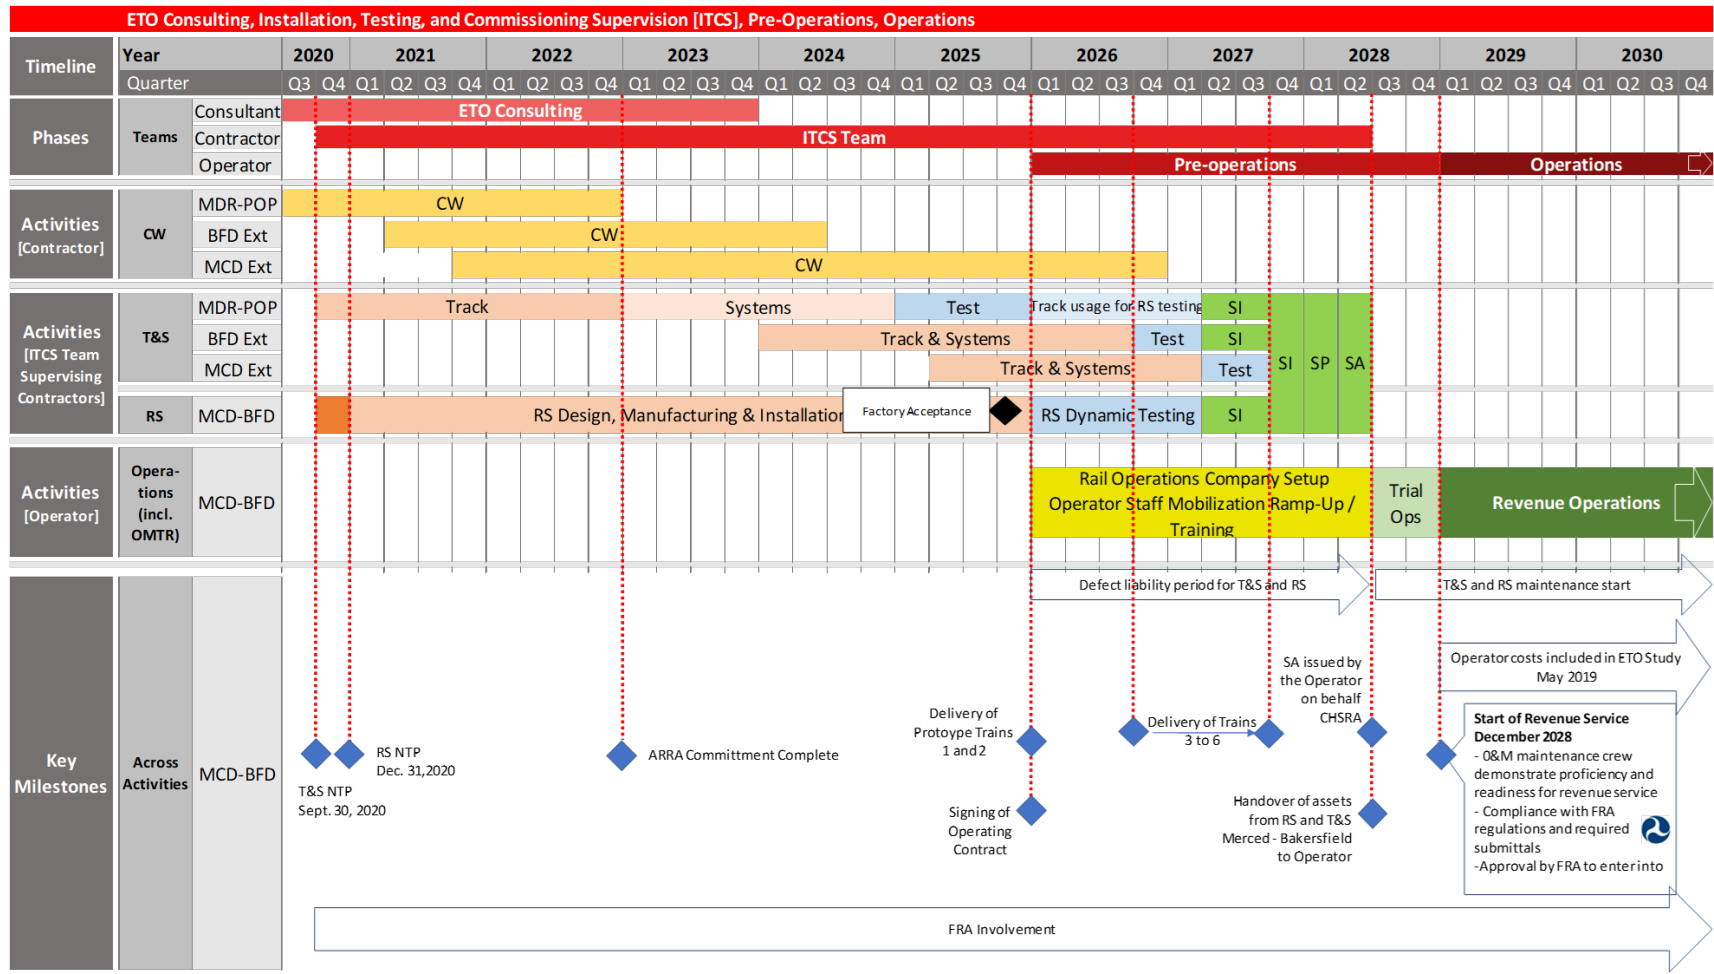 ETO Consulting, Installation, Testing, and Commissioning Supervision [ITCS], Pre-Operations, Operations
Timeline
Year
2020 2021 2022 2023 2024 2025 2026 2027 2028 2029 2030
Quarter
Q3 Q4 Q1 Q2 Q3 Q4 Q1 Q2 Q3 Q4 Q1 Q2 Q3 Q4 Q1 Q2 Q3 Q4 Q1 Q2 Q3 Q4 Q1 Q2 Q3 Q4 Q1 Q2 Q3 Q4 Q1 Q2 Q3 Q4 Q1 Q2 Q3 Q4 Q1 Q2 Q3 Q4
Phases
Teams
Consultant
ETO Consulting
Contractor
ITCS Team
Operator
Pre-operations
Operations
Activities
[Contractor]
CW
MDR-POP
CW
BFD Ext
CW
MCD Ext
CW
Activities
[ITCS Team
Supervising
Contractors]
T&S
MDR-POP
Track
Systems
Test
Track usage for RS testing
SI
BFD Ext
Track & Systems
Test
SI
MCD Ext
Track & Systems
Test
SI
SP
SA
RS
MCD-BFD
RS Design, Manufacturing & Installation
Factory Acceptance
RS Dynamic Testing
SI
Activities
[Operator]
Opera-
tions
(incl.
OMTR)
MCD-BFD
Rail Operations Company Setup
Operator Staff Mobilization Ramp-Up /
Training
Trial
Ops
Revenue Operations
Key
Milestones
Across
Activities
MCD-BFD
Defect liability period for T&S and RS
T&S and RS maintenance start
Operator costs included in ETO Study
May 2019
T&S NTP
Sept. 30, 2020
RS NTP
Dec. 31,2020
ARRA Committment Complete
Delivery of
Protoype Trains
1 and 2
Signing of
Operating
Contract
Delivery of Trains
3 to 6
SA issued by
the Operator
on behalf
CHSRA
Handover of assets
from RS and T&S
Merced - Bakersfield
to Operator
Start of Revenue Service
December 2028
- 0&M maintenance crew
demonstrate proficiency and
readiness for revenue service
- Compliance with FRA
regulations and required
submittals
-Approval by FRA to enter into
FRA Involvement